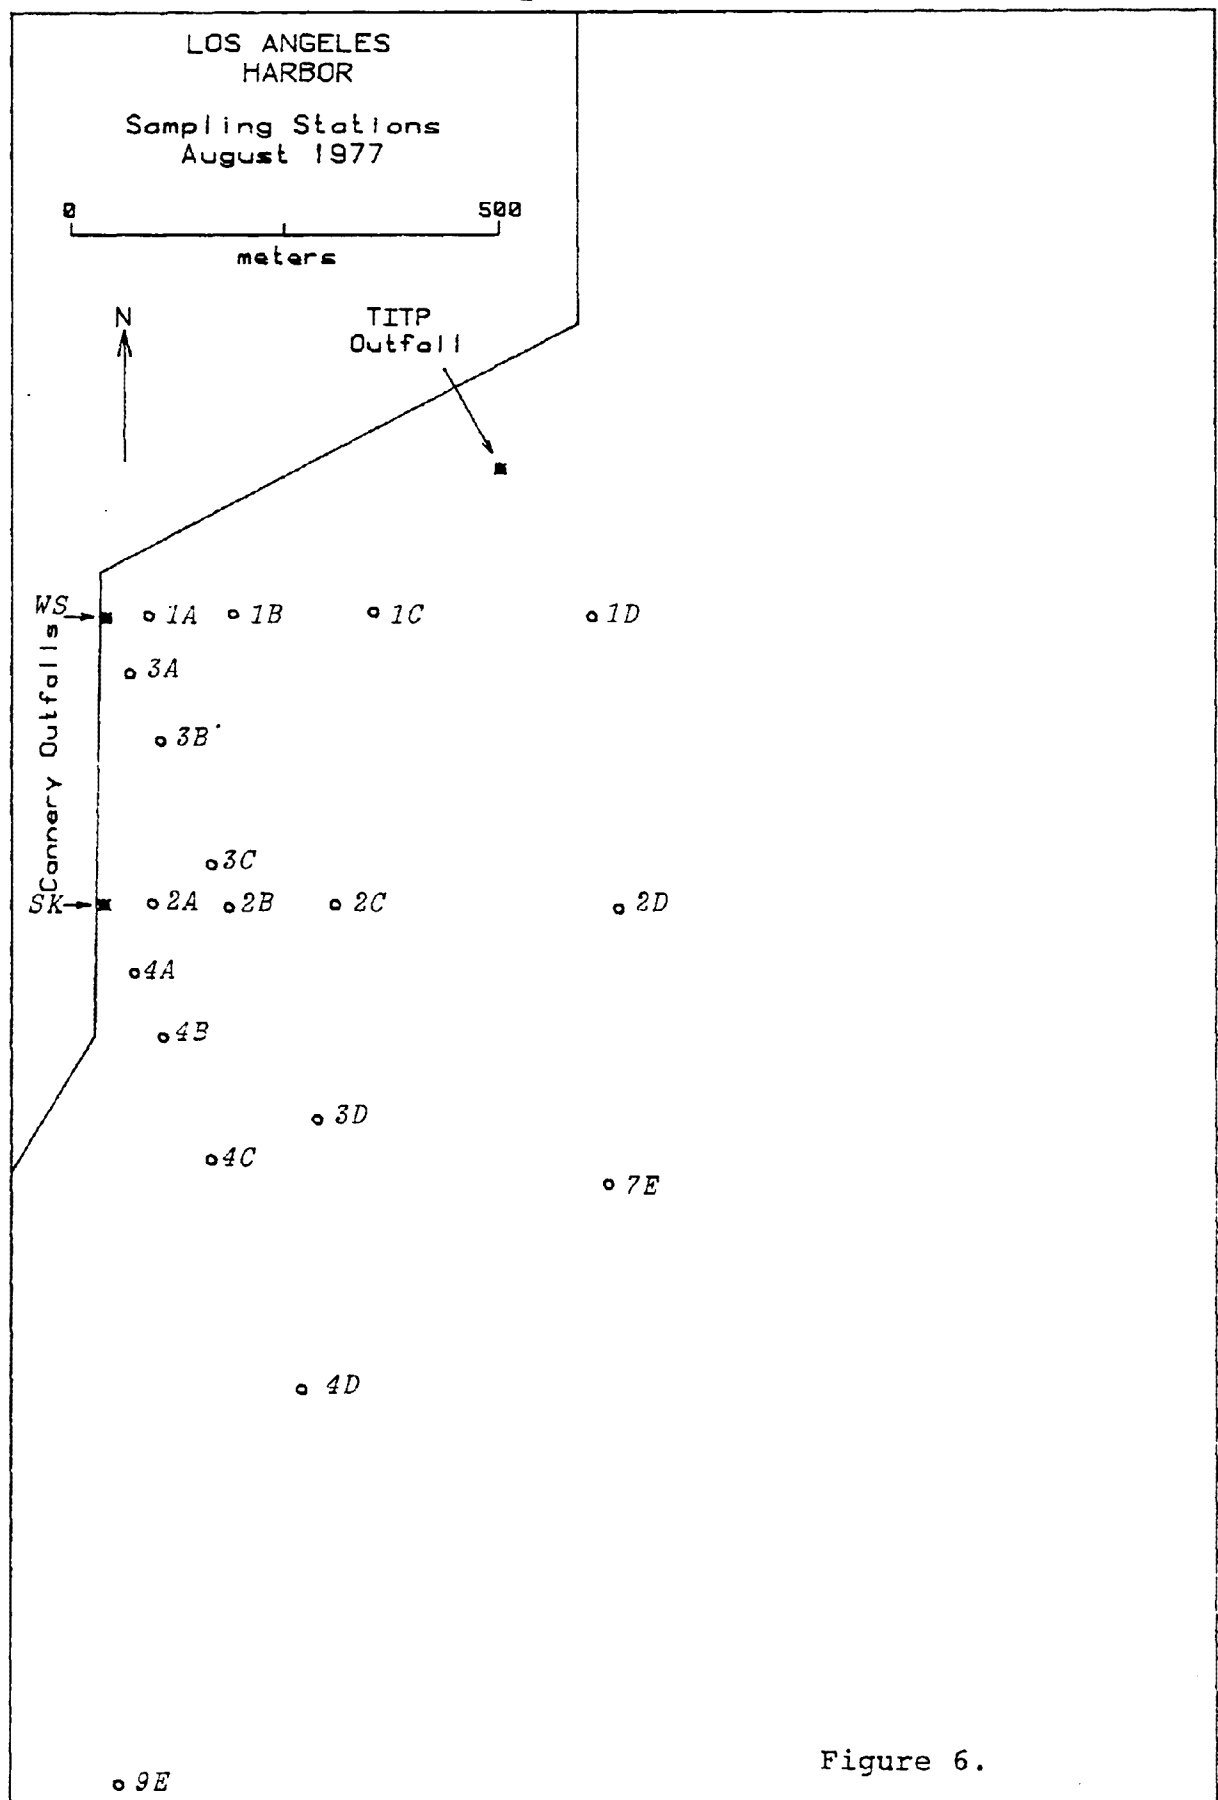 LOS ANGELES
HARBOR
Sampling Stations
August 1977
0 500
meters
N
TITP
Outfall
WS
1A 1B 1C 1D
Cannery Outfalls
3A
3B
3C
SK
2A 2B 2C 2D
4A
4B
3D
4C
7E
4D
9E
Figure 6.